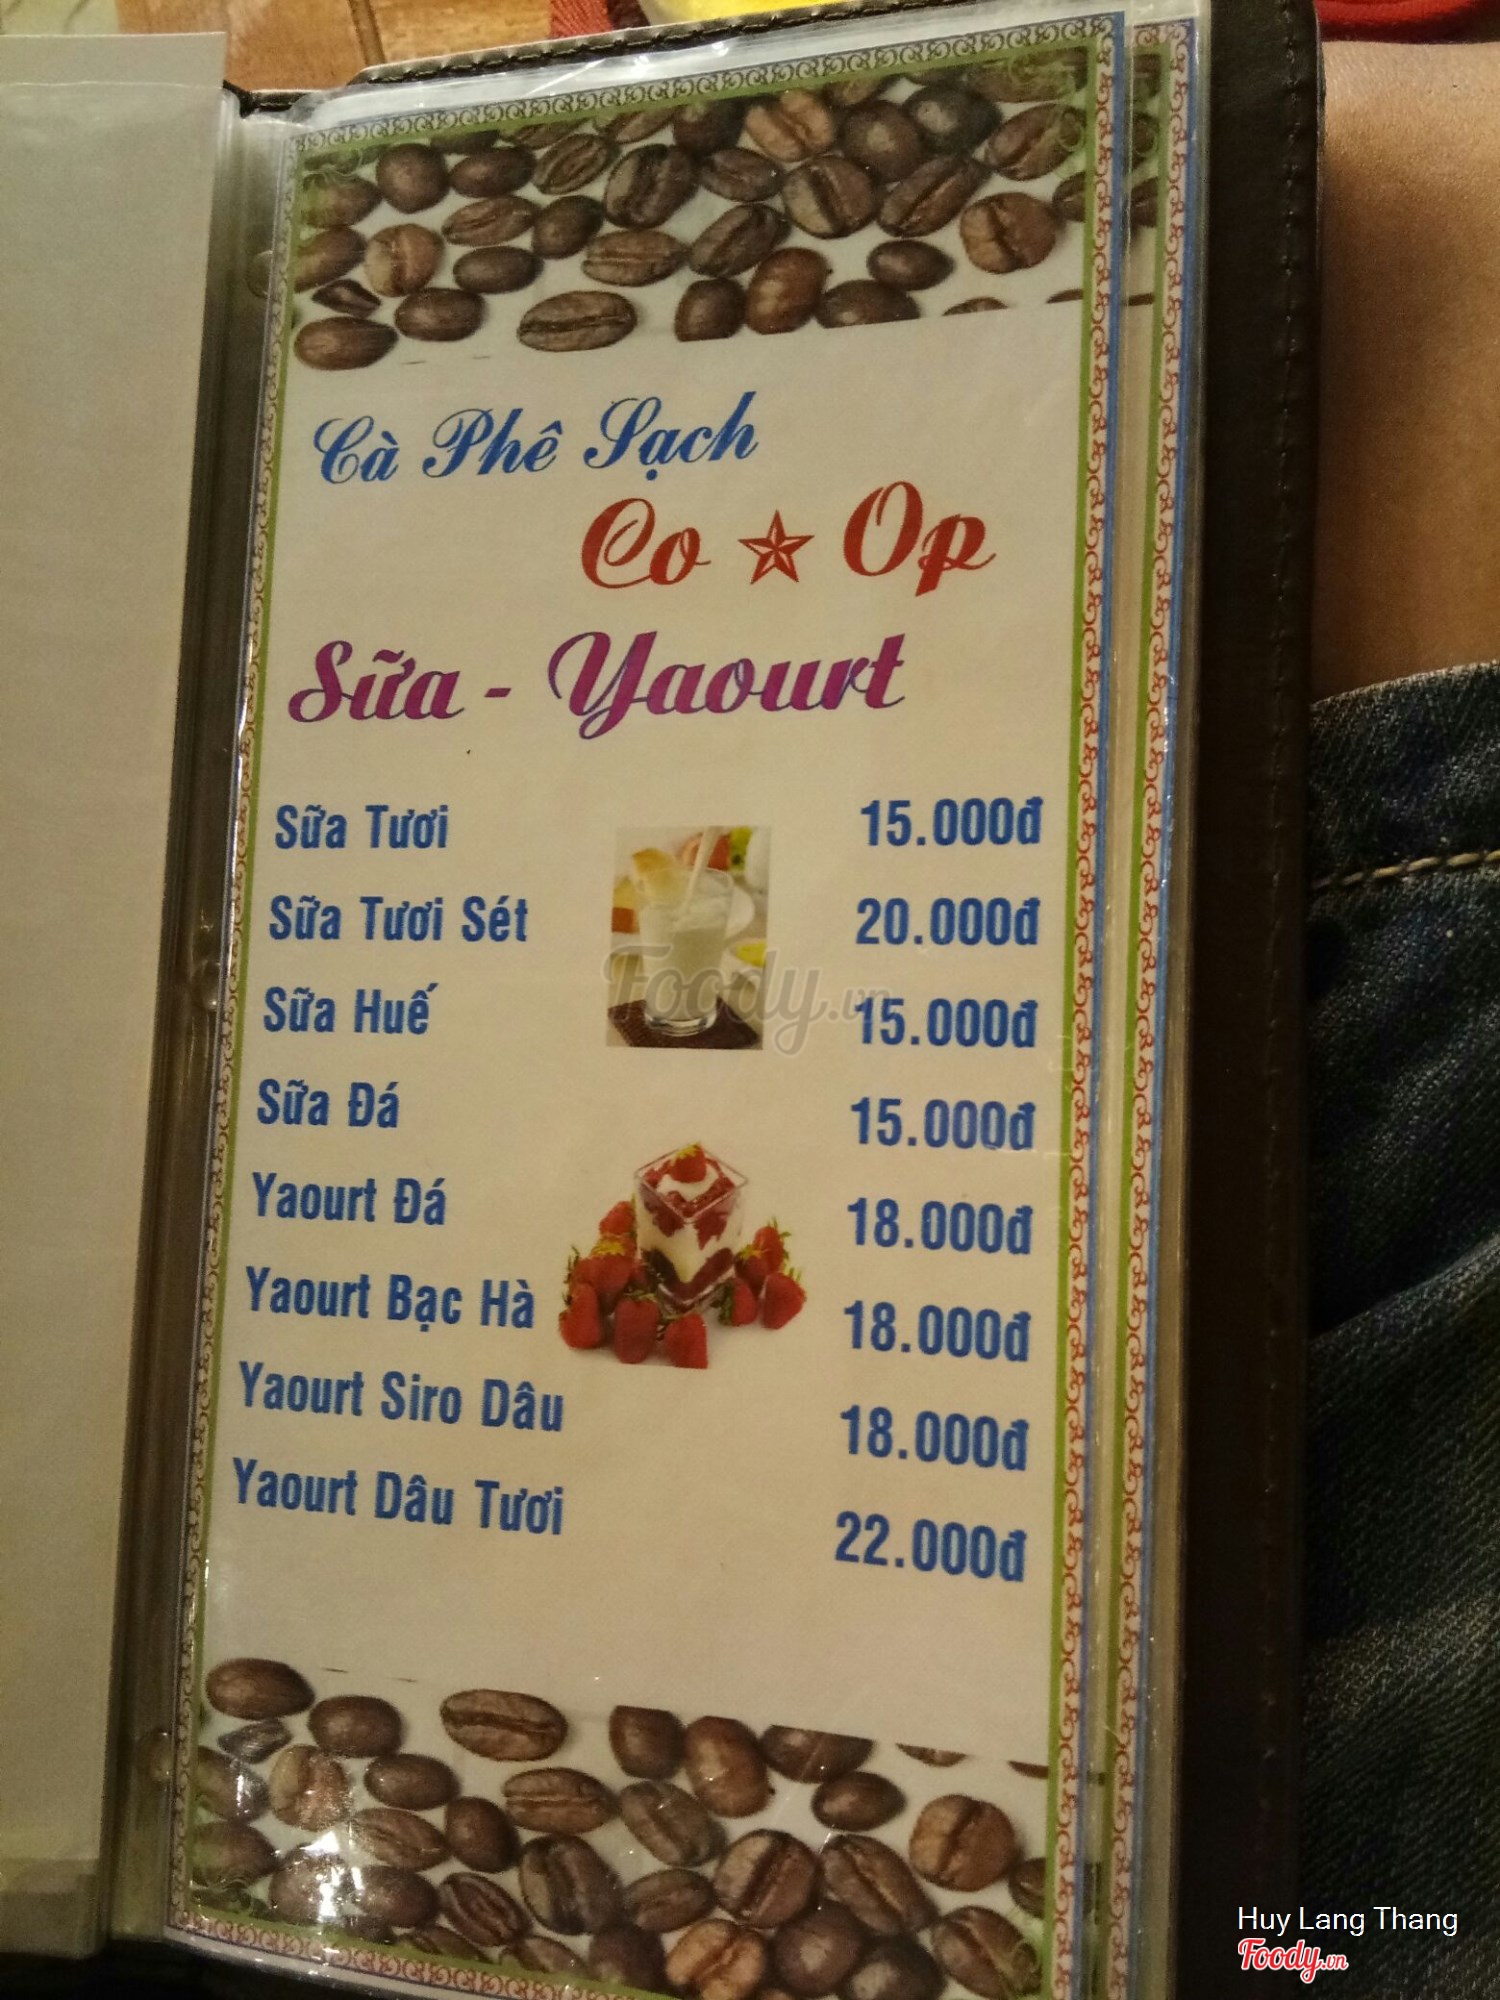 Cà Phê Sạch
Co ★ Op
Sữa - Yaourt
Sữa Tươi 15.000đ
Sữa Tươi Sét 20.000đ
Sữa Huế 15.000đ
Sữa Đá 15.000đ
Yaourt Đá 18.000đ
Yaourt Bạc Hà 18.000đ
Yaourt Siro Dâu 18.000đ
Yaourt Dâu Tươi 22.000đ
Foody.vn
Huy Lang Thang
Foody.vn